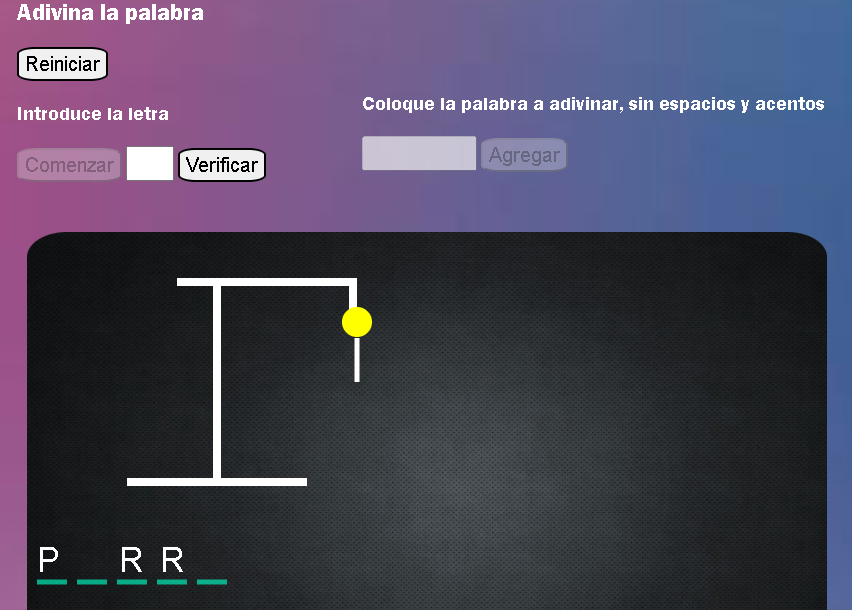 Adivina la palabra
Reiniciar
Introduce la letra
Comenzar Verificar
Coloque la palabra a adivinar, sin espacios y acentos
Agregar
P _ R R _